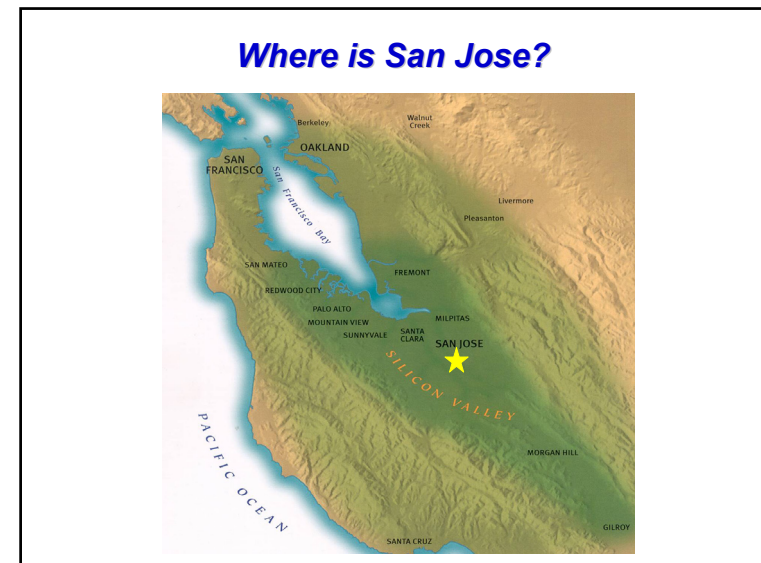 Where is San Jose?
Berkeley
Walnut
Creek
OAKLAND
SAN
FRANCISCO
San Francisco Bay
Livermore
Pleasanton
SAN MATEO
FREMONT
REDWOOD CITY
PALO ALTO
MOUNTAIN VIEW
MILPITAS
SUNNYVALE
SANTA
CLARA
SAN JOSE
SILICON VALLEY
PACIFIC OCEAN
MORGAN HILL
GILROY
SANTA CRUZ